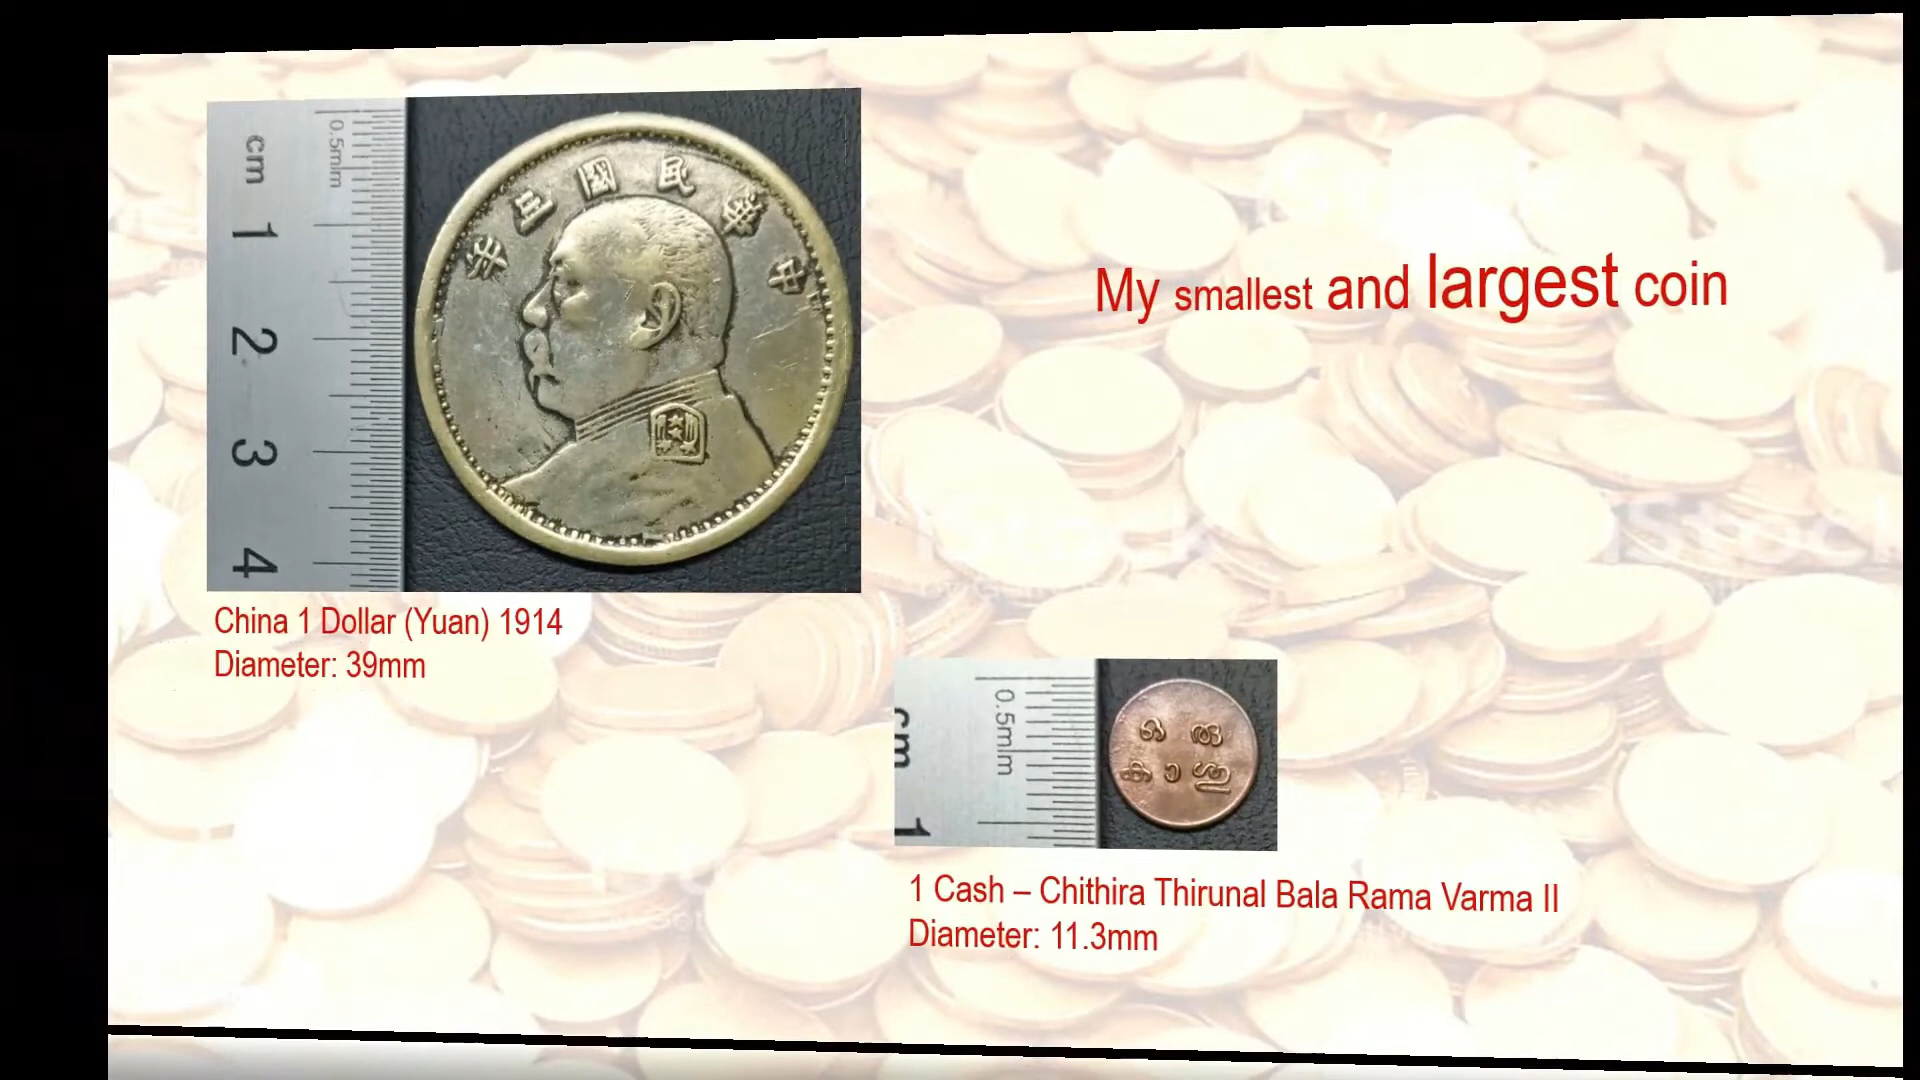 cm
0.5mm
1
2
3
4
中華民國三年
My smallest and largest coin
China 1 Dollar (Yuan) 1914
Diameter: 39mm
cm
0.5mm
1
1 Cash – Chithira Thirunal Bala Rama Varma II
Diameter: 11.3mm